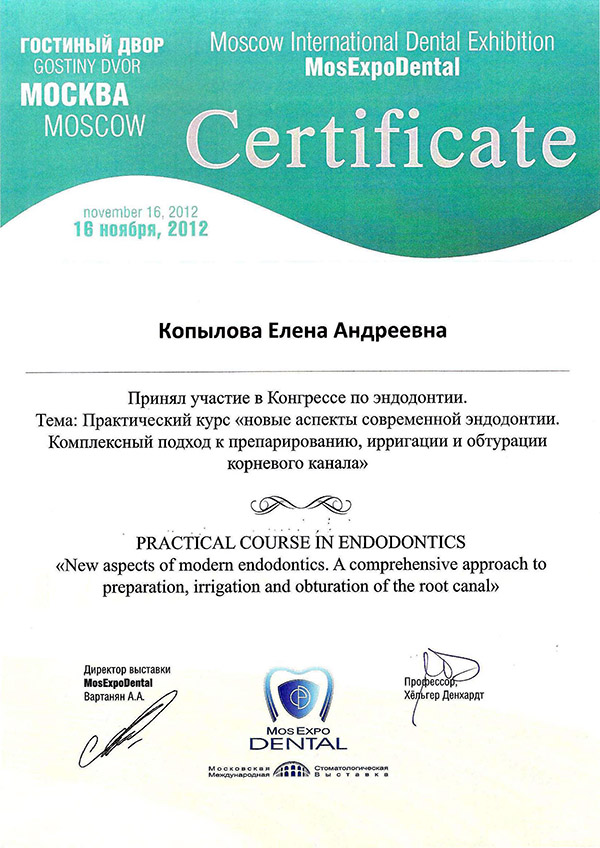 ГОСТИНЫЙ ДВОР
GOSTINY DVOR
МОСКВА
MOSCOW
Moscow International Dental Exhibition
MosExpoDental
Certificate
november 16, 2012
16 ноября, 2012
Копылова Елена Андреевна
Принял участие в Конгрессе по эндодонтии.
Тема: Практический курс «новые аспекты современной эндодонтии.
Комплексный подход к препарированию, ирригации и обтурации
корневого канала»
PRACTICAL COURSE IN ENDODONTICS
«New aspects of modern endodontics. A comprehensive approach to
preparation, irrigation and obturation of the root canal»
Директор выставки
MosExpoDental
Вартанян А.А.
Профессор,
Хёльгер Денхардт
MOS EXPO
DENTAL
Московская Стоматологическая
Международная Выставка